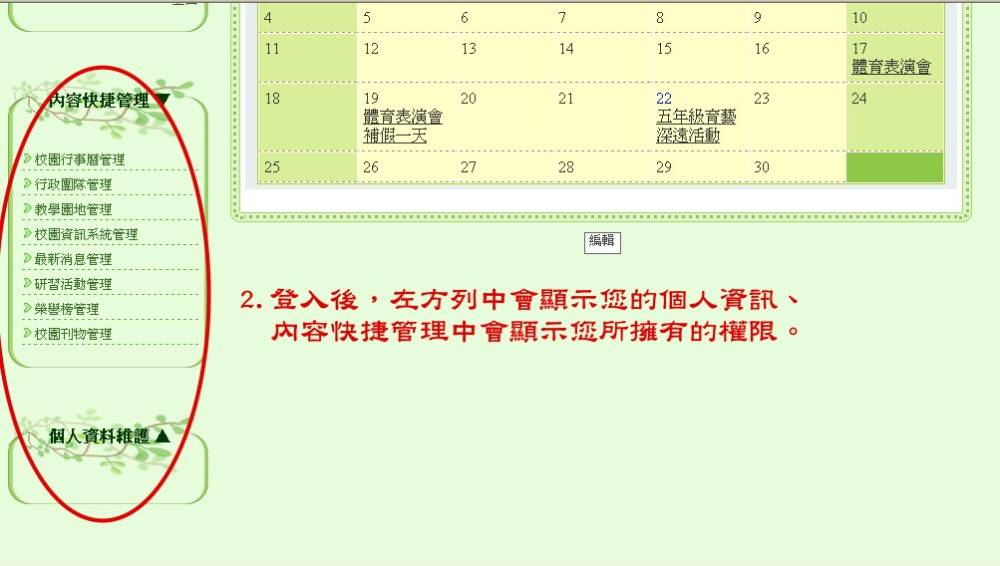 內容快捷管理 ▼
校園行事曆管理
行政團隊管理
教學園地管理
校園資訊系統管理
最新消息管理
研習活動管理
榮譽榜管理
校園刊物管理
個人資料維護 ▲
4 5 6 7 8 9 10
11 12 13 14 15 16 17
體育表演會
18 19 20 21 22 23 24
體育表演會 五年級育藝
補假一天 深遠活動
25 26 27 28 29 30
編輯
2. 登入後，左方列中會顯示您的個人資訊、
內容快捷管理中會顯示您所擁有的權限。